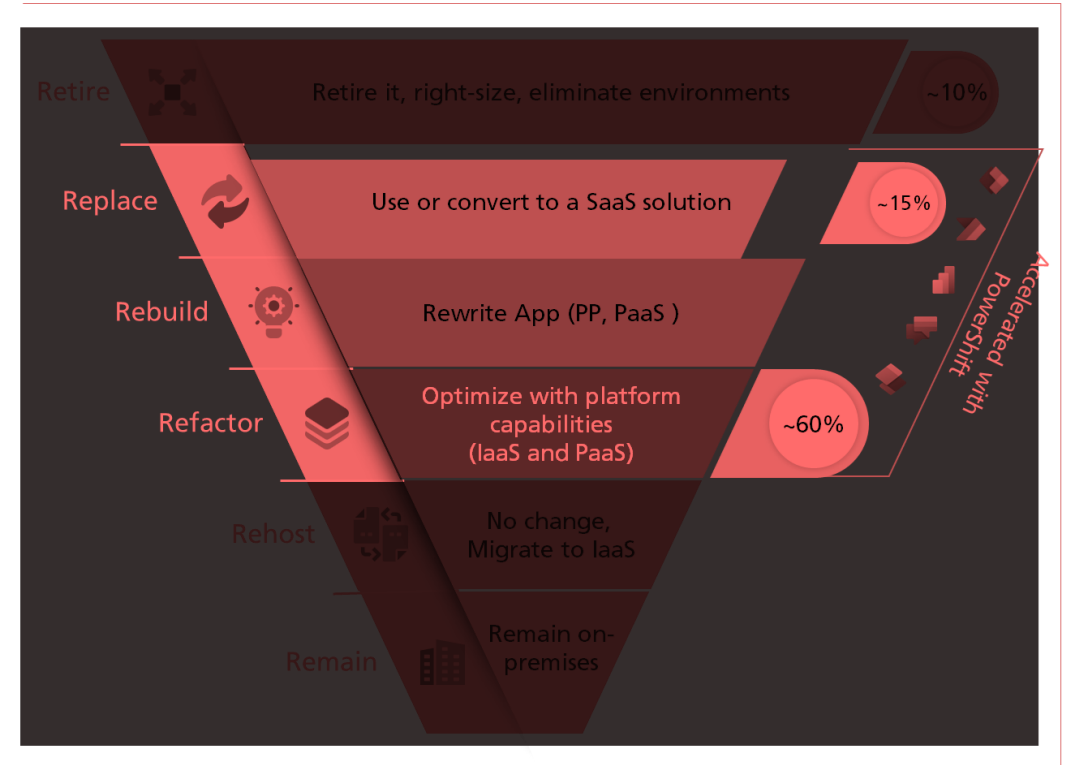 Retire
Retire it, right-size, eliminate environments
~10%
Replace
Use or convert to a SaaS solution
~15%
Rebuild
Rewrite App (PP, PaaS )
Refactor
Optimize with platform
capabilities
(IaaS and PaaS)
~60%
Accelerated with
PowerShift
Rehost
No change,
Migrate to IaaS
Remain
Remain on-
premises